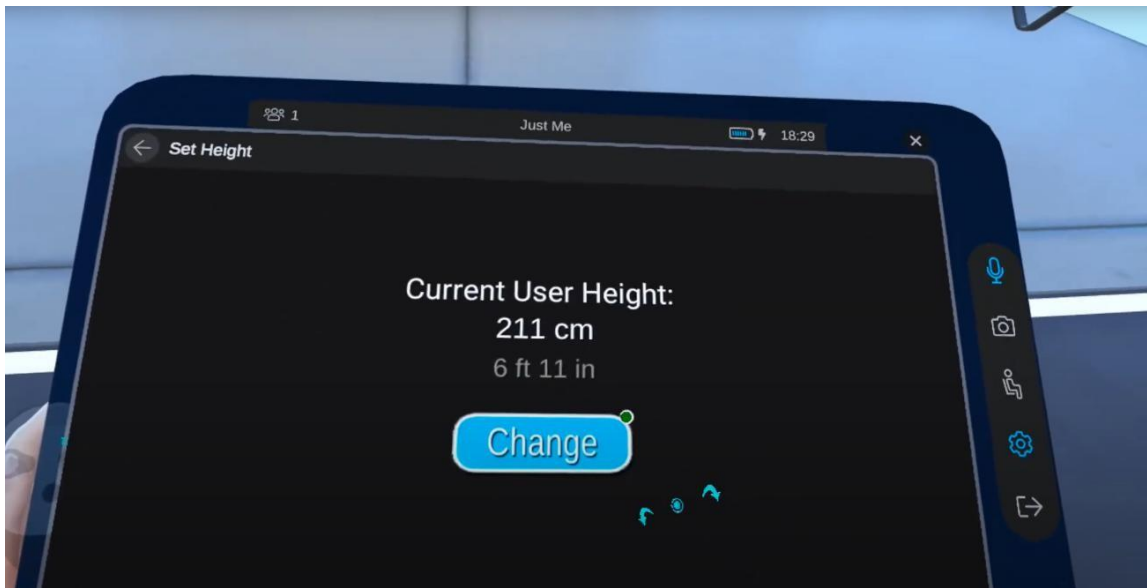 1 Just Me 18:29
Set Height
Current User Height:
211 cm
6 ft 11 in
Change